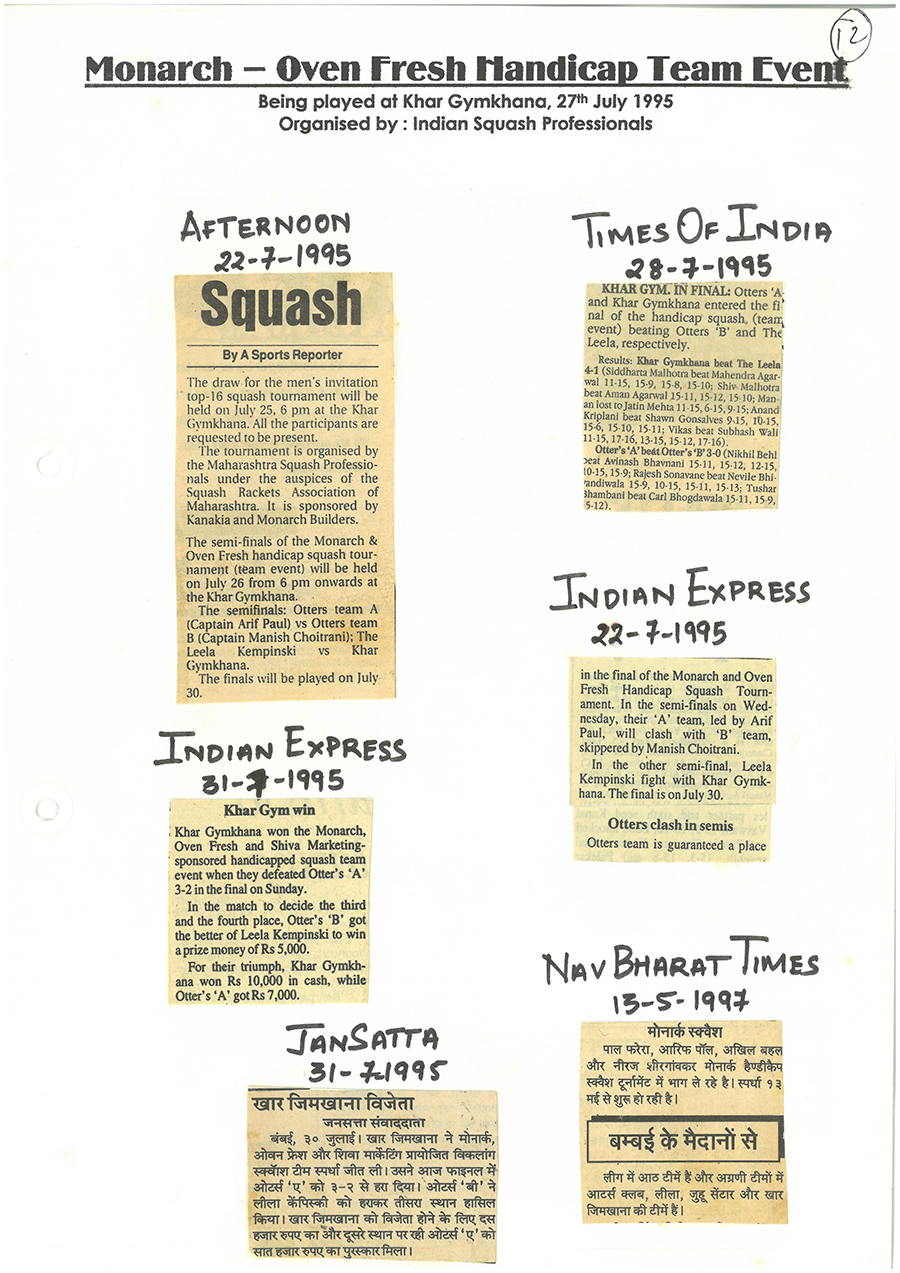 12
Monarch – Oven Fresh Handicap Team Event
Being played at Khar Gymkhana, 27th July 1995
Organised by : Indian Squash Professionals
AFTERNOON
22-7-1995
Squash
By A Sports Reporter
The draw for the men's invitation
top-16 squash tournament will be
held on July 25, 6 pm at the Khar
Gymkhana. All the participants are
requested to be present.
The tournament is organised by
the Maharashtra Squash Professio-
nals under the auspices of the
Squash Rackets Association of
Maharashtra. It is sponsored by
Kanakia and Monarch Builders.
The semi-finals of the Monarch &
Oven Fresh handicap squash tour-
nament (team event) will be held
on July 26 from 6 pm onwards at
the Khar Gymkhana.
The semifinals: Otters team A
(Captain Arif Paul) vs Otters team
B (Captain Manish Choitrani); The
Leela Kempinski vs Khar
Gymkhana.
The finals will be played on July
30.
INDIAN EXPRESS
31-7-1995
Khar Gym win
Khar Gymkhana won the Monarch,
Oven Fresh and Shiva Marketing-
sponsored handicapped squash team
event when they defeated Otter's 'A'
3-2 in the final on Sunday.
In the match to decide the third
and the fourth place, Otter's 'B' got
the better of Leela Kempinski to win
a prize money of Rs 5,000.
For their triumph, Khar Gymkh-
ana won Rs 10,000 in cash, while
Otter's 'A' got Rs 7,000.
JANSATTA
31-7-1995
खार जिमखाना विजेता
जनसत्ता संवाददाता
बंबई, ३० जुलाई। खार जिमखाना ने मोनार्क,
ओवन फ्रेश और शिवा मार्केटिंग प्रायोजित विकलांग
स्क्वॉश टीम स्पर्धा जीत ली। उसने आज फाइनल में
ओटर्स 'ए' को ३-२ से हरा दिया। ओटर्स 'बी' ने
लीला केंपिस्की को हराकर तीसरा स्थान हासिल
किया। खार जिमखाना को विजेता होने के लिए दस
हजार रुपए का और दूसरे स्थान पर रही ओटर्स 'ए' को
सात हजार रुपए का पुरस्कार मिला।
TIMES OF INDIA
28-7-1995
KHAR GYM. IN FINAL: Otters 'A'
and Khar Gymkhana entered the fi
nal of the handicap squash, (team
event) beating Otters 'B' and The
Leela, respectively.
Results: Khar Gymkhana beat The Leela
4-1 (Siddharta Malhotra beat Mahendra Agar-
wal 11-15, 15-9, 15-8, 15-10; Shiv Malhotra
beat Aman Agarwal 15-11, 15-12, 15-10; Man-
an lost to Jatin Mehta 11-15, 6-15, 9-15; Anand
Kriplani beat Shawn Gonsalves 9-15, 10-15,
15-6, 15-10, 15-11; Vikas beat Subhash Wali
11-15, 17-16, 13-15, 15-12, 17-16).
Otter's 'A' beat Otter's 'B' 3-0 (Nikhil Behl
beat Avinash Bhavnani 15-11, 15-12, 12-15,
10-15, 15-9; Rajesh Sonavane beat Nevile Bhi-
vandiwala 15-9, 10-15, 15-11, 15-13; Tushar
Bhambani beat Carl Bhogdawala 15-11, 15-9,
5-12).
INDIAN EXPRESS
22-7-1995
in the final of the Monarch and Oven
Fresh Handicap Squash Tourn-
ament. In the semi-finals on Wed-
nesday, their 'A' team, led by Arif
Paul, will clash with 'B' team,
skippered by Manish Choitrani.
In the other semi-final, Leela
Kempinski fight with Khar Gymk-
hana. The final is on July 30.
Otters clash in semis
Otters team is guaranteed a place
NAV BHARAT TIMES
13-5-1997
मोनार्क स्क्वैश
पाल फरेरा, आरिफ पॉल, अखिल बहल
और नीरज शीरगांवकर मोनार्क हैण्डीकैप
स्क्वैश टूर्नामेंट में भाग ले रहे है। स्पर्धा १३
मई से शुरू हो रही है।
बम्बई के मैदानों से
लीग में आठ टीमें हैं और अग्रणी टीमों में
आटर्स क्लब, लीला, जुहू सेंटार और खार
जिमखाना की टीमें हैं।